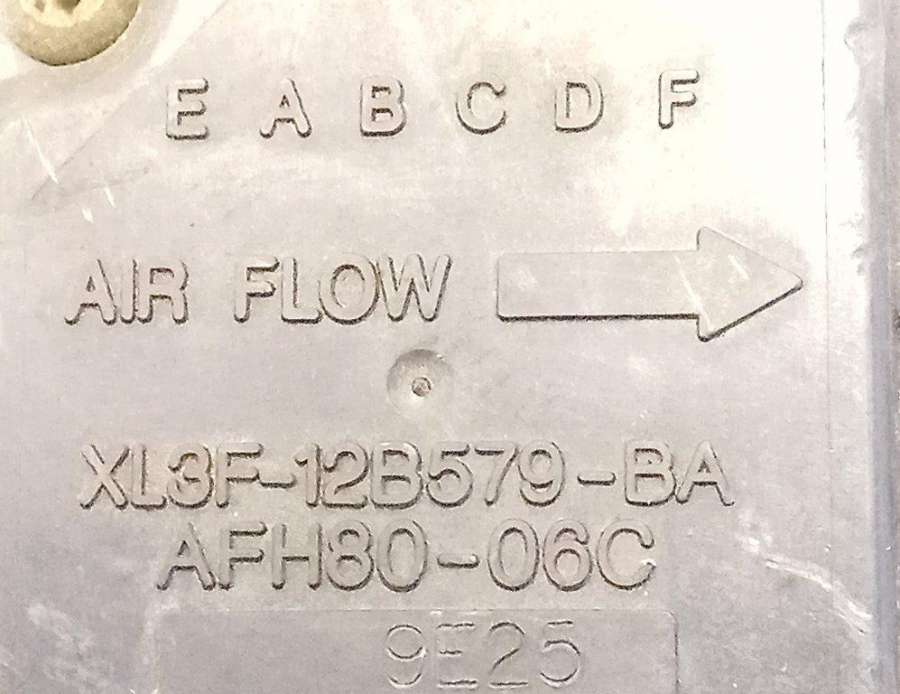 E A B C D F
AIR FLOW
XL3F-12B579-BA
AFH80-06C
9E25